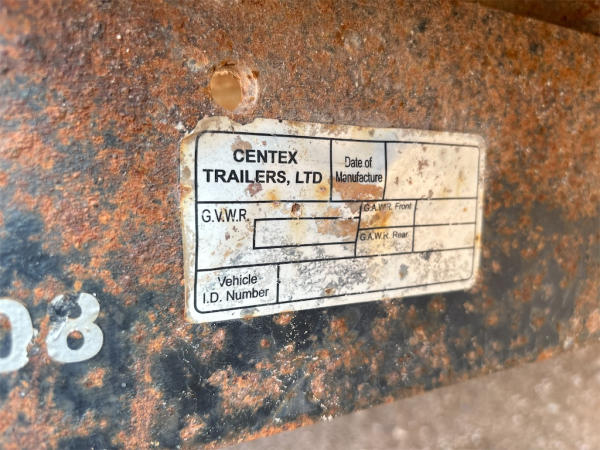 CENTEX
TRAILERS, LTD
Date of
Manufacture
G.V.W.R.
G.A.W.R. Front
G.A.W.R. Rear
Vehicle
I.D. Number
08